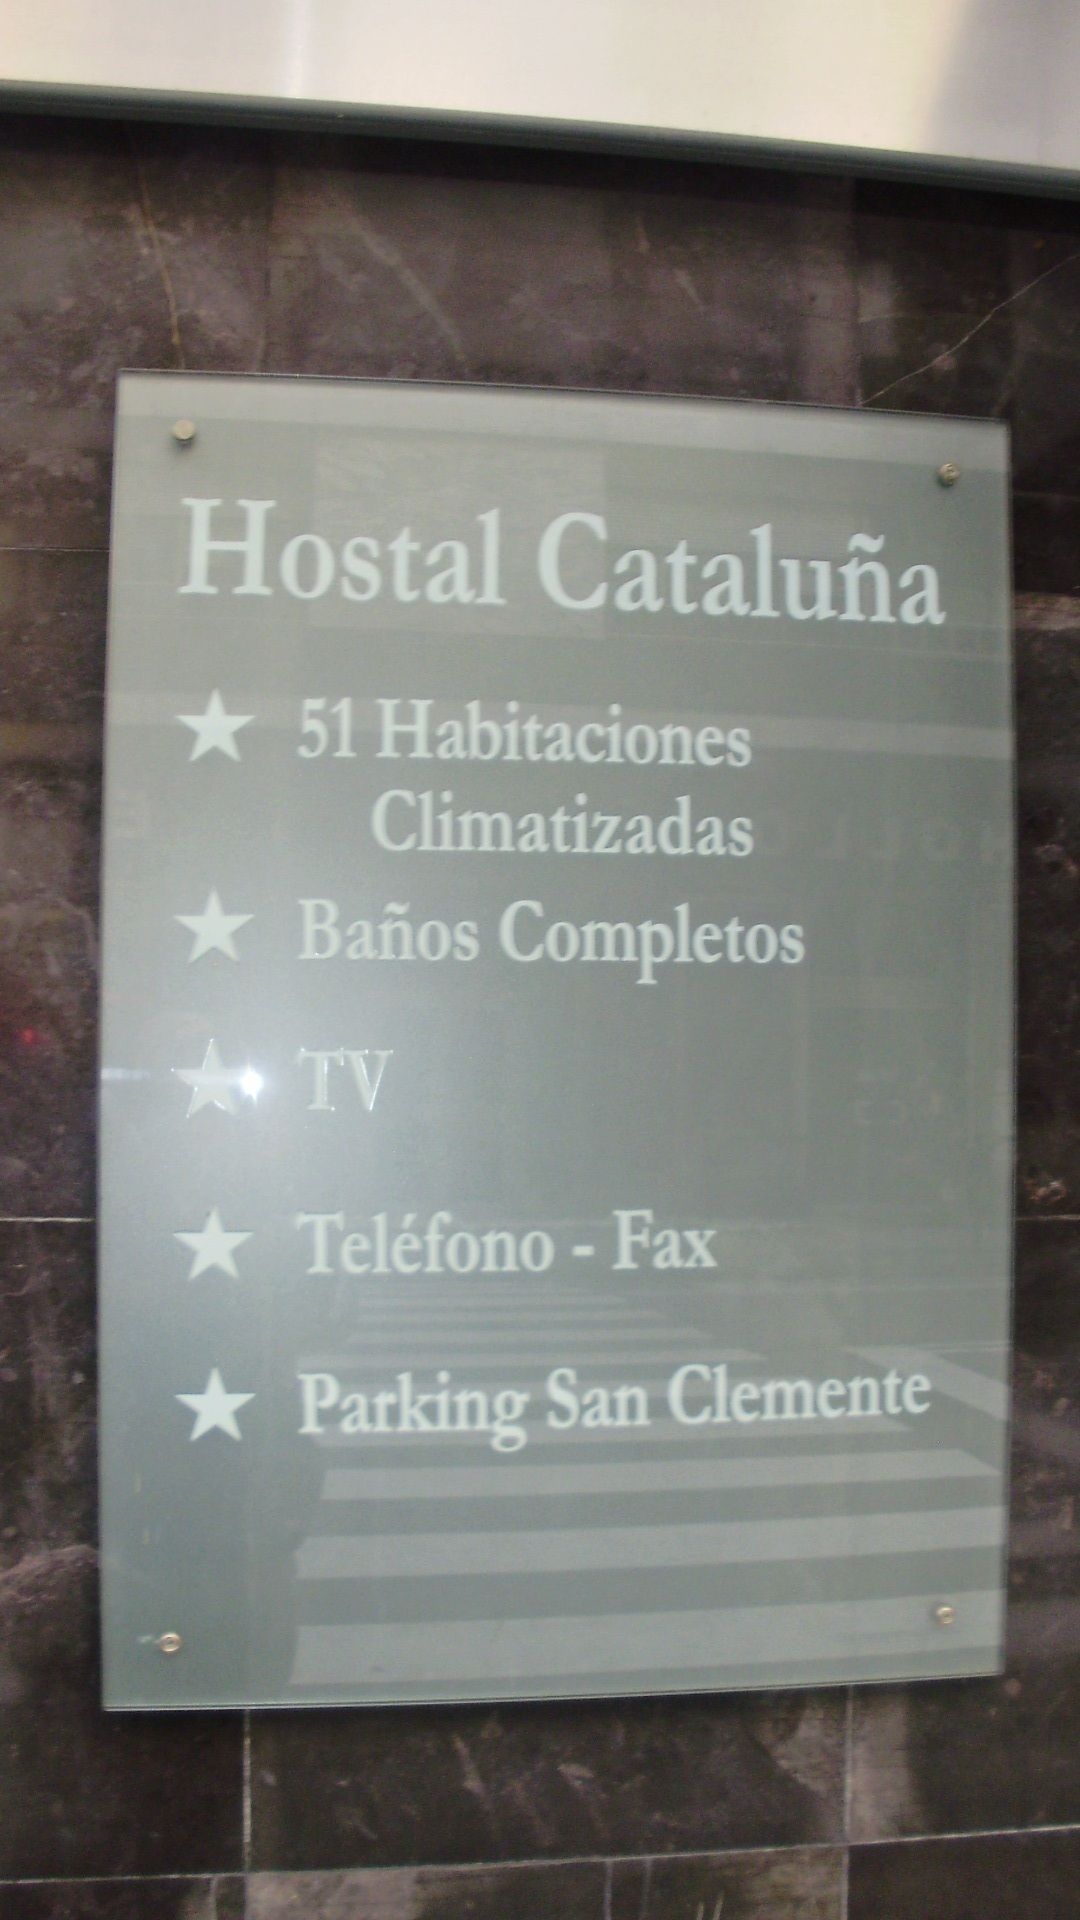 Hostal Cataluña
51 Habitaciones
Climatizadas
Baños Completos
TV
Teléfono - Fax
Parking San Clemente